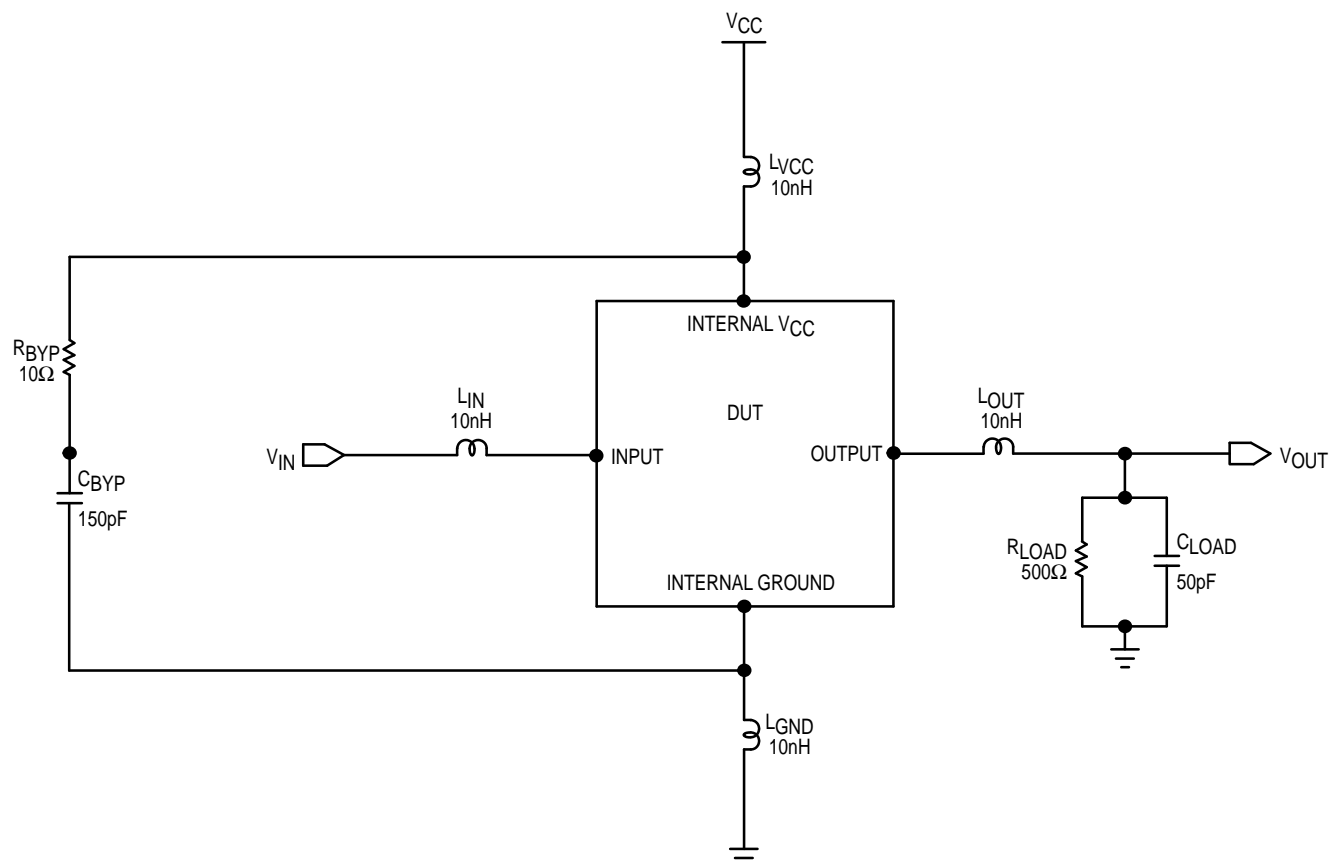 VCC
LVCC
10nH
INTERNAL VCC
RBYP
10Ω
LIN
10nH
DUT
LOUT
10nH
VIN
INPUT
OUTPUT
VOUT
CBYP
150pF
RLOAD
500Ω
CLOAD
50pF
INTERNAL GROUND
LGND
10nH